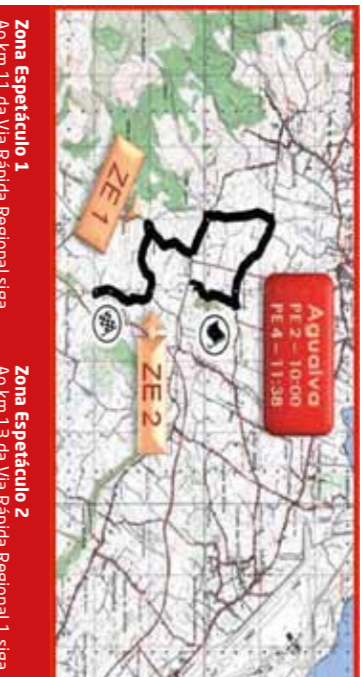 Agualva
PE 2 – 10:00
PE 4 – 11:38
ZE 1
ZE 2
Zona Espetáculo 1
Ao km 11 da Via Rápida Regional siga
Zona Espetáculo 2
Ao km 13 da Via Rápida Regional 1 siga